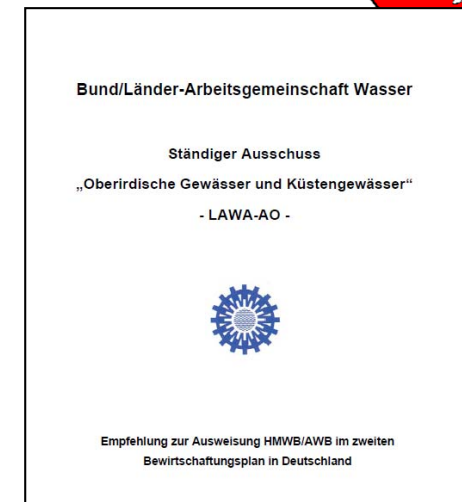 Bund/Länder-Arbeitsgemeinschaft Wasser
Ständiger Ausschuss
„Oberirdische Gewässer und Küstengewässer“
- LAWA-AO -
Empfehlung zur Ausweisung HMWB/AWB im zweiten
Bewirtschaftungsplan in Deutschland